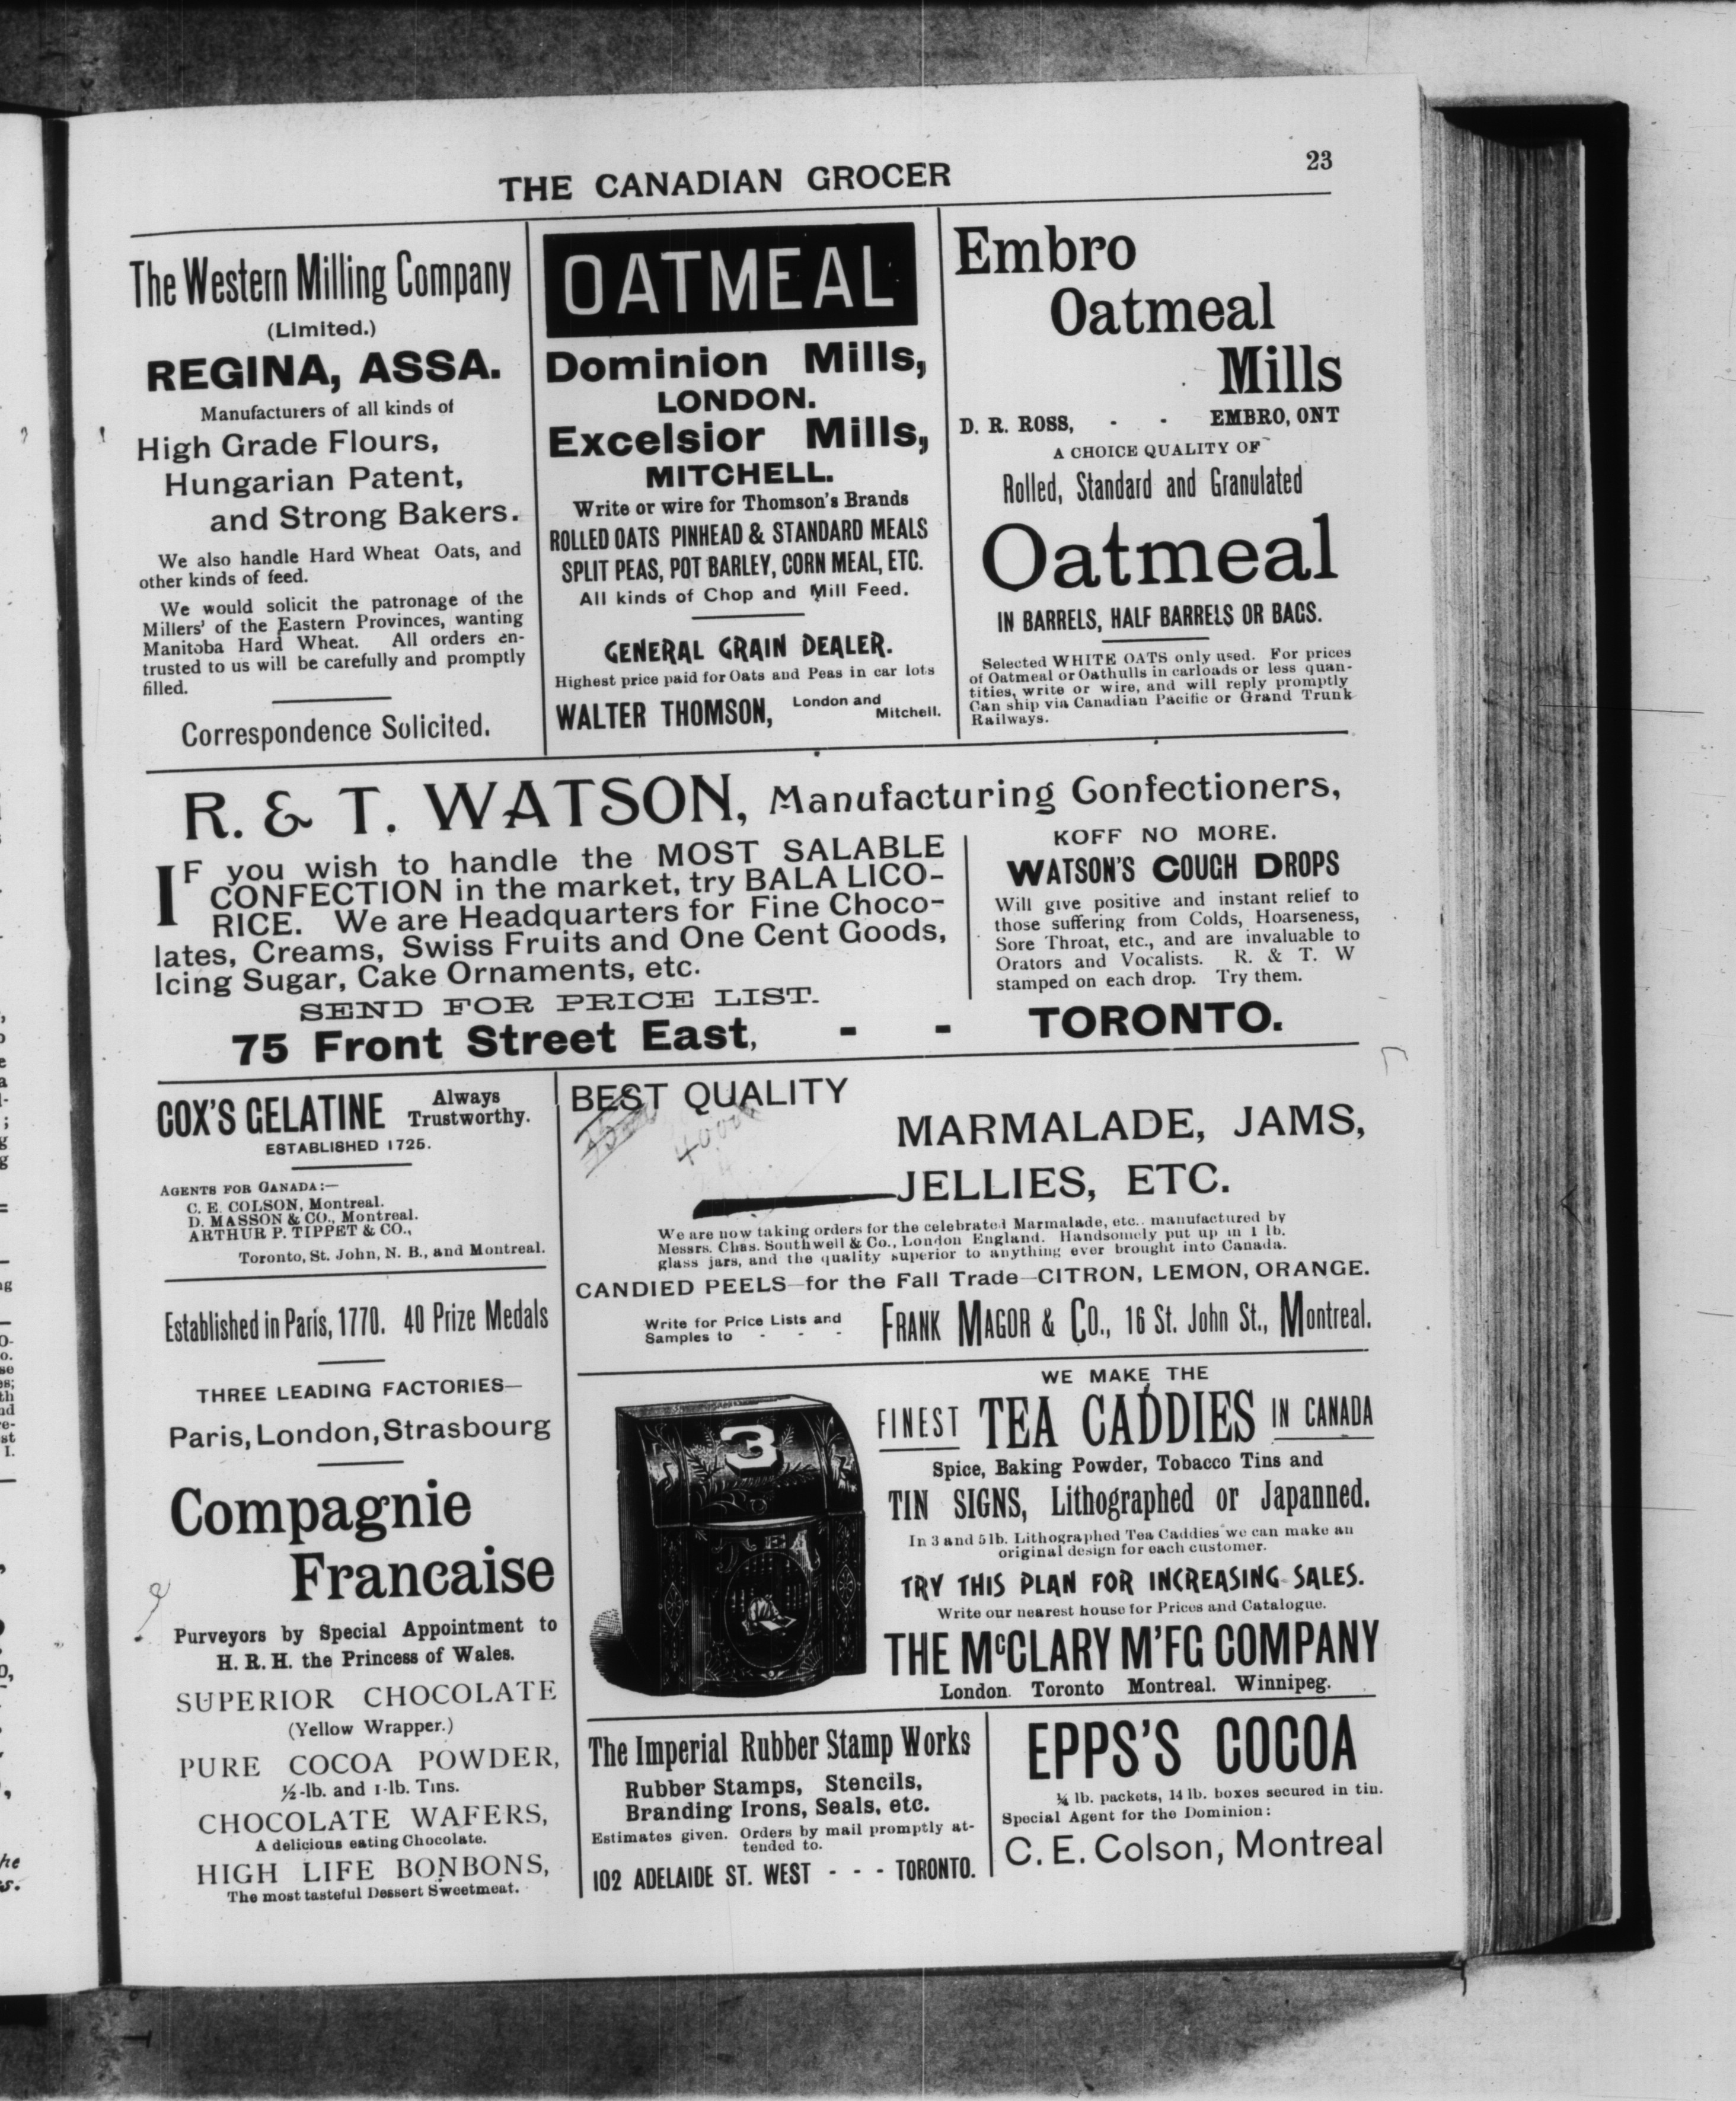 THE CANADIAN GROCER
23
The Western Milling Company
(Limited.)
REGINA, ASSA.
Manufacturers of all kinds of
High Grade Flours,
Hungarian Patent,
and Strong Bakers.
We also handle Hard Wheat Oats, and
other kinds of feed.
We would solicit the patronage of the
Millers' of the Eastern Provinces, wanting
Manitoba Hard Wheat. All orders en-
trusted to us will be carefully and promptly
filled.
Correspondence Solicited.
OATMEAL
Dominion Mills,
LONDON.
Excelsior Mills,
MITCHELL.
Write or wire for Thomson's Brands
ROLLED OATS PINHEAD & STANDARD MEALS
SPLIT PEAS, POT BARLEY, CORN MEAL, ETC.
All kinds of Chop and Mill Feed.
GENERAL GRAIN DEALER.
Highest price paid for Oats and Peas in car lots
WALTER THOMSON, London and
Mitchell.
Embro
Oatmeal
Mills
D. R. ROSS, - - EMBRO, ONT
A CHOICE QUALITY OF
Rolled, Standard and Granulated
Oatmeal
IN BARRELS, HALF BARRELS OR BAGS.
Selected WHITE OATS only used. For prices
of Oatmeal or Oathulls in carloads or less quan-
tities, write or wire, and will reply promptly
Can ship via Canadian Pacific or Grand Trunk
Railways.
R. & T. WATSON, Manufacturing Confectioners,
IF you wish to handle the MOST SALABLE
CONFECTION in the market, try BALA LICO-
RICE. We are Headquarters for Fine Choco-
lates, Creams, Swiss Fruits and One Cent Goods,
Icing Sugar, Cake Ornaments, etc.
SEND FOR PRICE LIST.
KOFF NO MORE.
WATSON'S COUGH DROPS
Will give positive and instant relief to
those suffering from Colds, Hoarseness,
Sore Throat, etc., and are invaluable to
Orators and Vocalists. R. & T. W
stamped on each drop. Try them.
75 Front Street East, - - TORONTO.
COX'S GELATINE Always
Trustworthy.
ESTABLISHED 1725.
AGENTS FOR CANADA:—
C. E. COLSON, Montreal.
D. MASSON & CO., Montreal.
ARTHUR P. TIPPET & CO.,
Toronto, St. John, N. B., and Montreal.
Established in Paris, 1770. 40 Prize Medals
THREE LEADING FACTORIES—
Paris, London, Strasbourg
Compagnie
Francaise
Purveyors by Special Appointment to
H. R. H. the Princess of Wales.
SUPERIOR CHOCOLATE
(Yellow Wrapper.)
PURE COCOA POWDER,
½-lb. and 1-lb. Tins.
CHOCOLATE WAFERS,
A delicious eating Chocolate.
HIGH LIFE BONBONS,
The most tasteful Dessert Sweetmeat.
BEST QUALITY
MARMALADE, JAMS,
JELLIES, ETC.
We are now taking orders for the celebrated Marmalade, etc., manufactured by
Messrs. Chas. Southwell & Co., London England. Handsomely put up in 1 lb.
glass jars, and the quality superior to anything ever brought into Canada.
CANDIED PEELS—for the Fall Trade—CITRON, LEMON, ORANGE.
Write for Price Lists and
Samples to - - -
FRANK MAGOR & CO., 16 St. John St., Montreal.
3
TEA
WE MAKE THE
FINEST TEA CADDIES IN CANADA
Spice, Baking Powder, Tobacco Tins and
TIN SIGNS, Lithographed or Japanned.
In 3 and 5 lb. Lithographed Tea Caddies we can make an
original design for each customer.
TRY THIS PLAN FOR INCREASING SALES.
Write our nearest house for Prices and Catalogue.
THE McCLARY M'FG COMPANY
London. Toronto Montreal. Winnipeg.
The Imperial Rubber Stamp Works
Rubber Stamps, Stencils,
Branding Irons, Seals, etc.
Estimates given. Orders by mail promptly at-
tended to.
102 ADELAIDE ST. WEST - - - TORONTO.
EPPS'S COCOA
¼ lb. packets, 14 lb. boxes secured in tin.
Special Agent for the Dominion:
C. E. Colson, Montreal